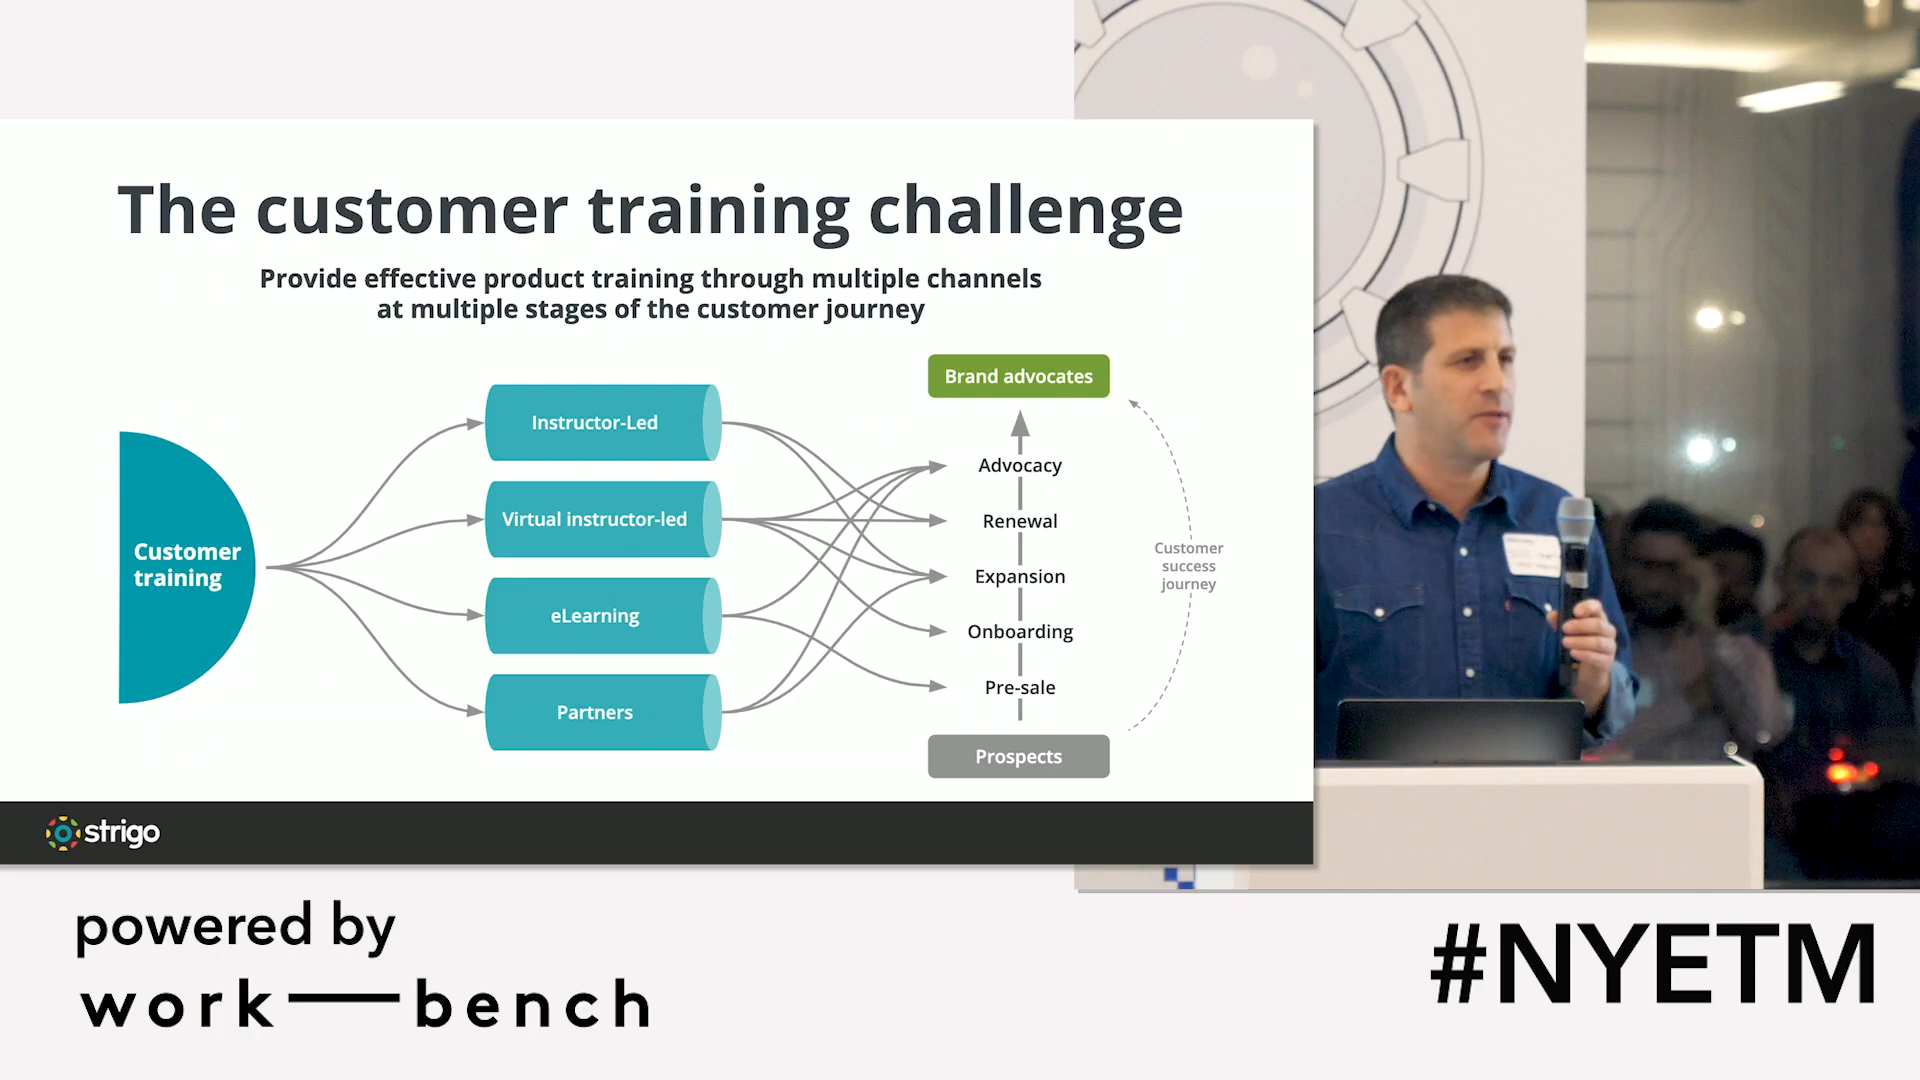 The customer training challenge
Provide effective product training through multiple channels
at multiple stages of the customer journey
Customer
training
Instructor-Led
Virtual instructor-led
eLearning
Partners
Brand advocates
Advocacy
Renewal
Expansion
Onboarding
Pre-sale
Prospects
Customer
success
journey
strigo
powered by
work—bench
#NYETM